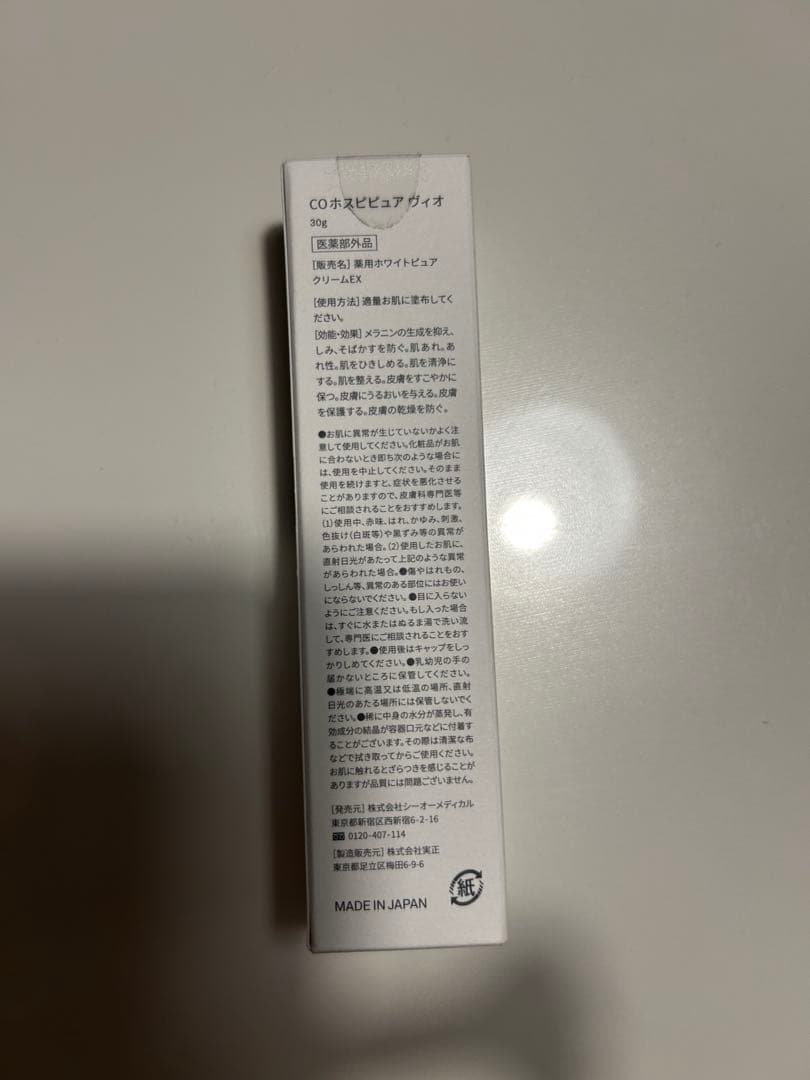 CO ホスピピュア ヴィオ
30g
医薬部外品
[販売名] 薬用ホワイトピュア
クリームEX
[使用方法] 適量お肌に塗布してく
ださい。
[効能・効果] メラニンの生成を抑え、
しみ、そばかすを防ぐ。肌あれ。あ
れ性。肌をひきしめる。肌を清浄に
する。肌を整える。皮膚をすこやかに
保つ。皮膚にうるおいを与える。皮膚
を保護する。皮膚の乾燥を防ぐ。
●お肌に異常が生じていないかよく注
意して使用してください。化粧品がお肌
に合わないとき即ち次のような場合に
は、使用を中止してください。そのまま
使用を続けますと、症状を悪化させる
ことがありますので、皮膚科専門医等
にご相談されることをおすすめします。
(1)使用中、赤味、はれ、かゆみ、刺激、
色抜け(白斑等)や黒ずみ等の異常が
あらわれた場合。(2)使用したお肌に、
直射日光があたって上記のような異常
があらわれた場合。●傷やはれもの、
しっしん等、異常のある部位にはお使い
にならないでください。●目に入らない
ようにご注意ください。もし入った場合
は、すぐに水またはぬるま湯で洗い流
して、専門医にご相談されることをおす
すめします。●使用後はキャップをしっ
かりしめてください。●乳幼児の手の
届かないところに保管してください。
●極端に高温又は低温の場所、直射
日光のあたる場所には保管しないでく
ださい。●稀に中身の水分が蒸発し、有
効成分の結晶が容器口元などに付着す
ることがございます。その際は清潔な布
などで拭き取ってからご使用ください。
お肌に触れるとざらつきを感じることが
ありますが品質には問題ございません。
[発売元] 株式会社シーオーメディカル
東京都新宿区西新宿6-2-16
0120-407-114
[製造販売元] 株式会社実正
東京都足立区梅田6-9-6
MADE IN JAPAN
紙